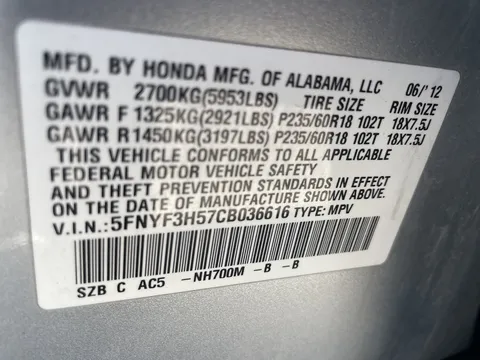 MFD. BY HONDA MFG. OF ALABAMA, LLC 06/'12
GVWR 2700KG(5953LBS) TIRE SIZE RIM SIZE
GAWR F 1325KG(2921LBS) P235/60R18 102T 18X7.5J
GAWR R 1450KG(3197LBS) P235/60R18 102T 18X7.5J
THIS VEHICLE CONFORMS TO ALL APPLICABLE
FEDERAL MOTOR VEHICLE SAFETY
AND THEFT PREVENTION STANDARDS IN EFFECT
ON THE DATE OF MANUFACTURE SHOWN ABOVE.
V.I.N.:5FNYF3H57CB036616 TYPE: MPV
SZB C AC5 -NH700M -B -B